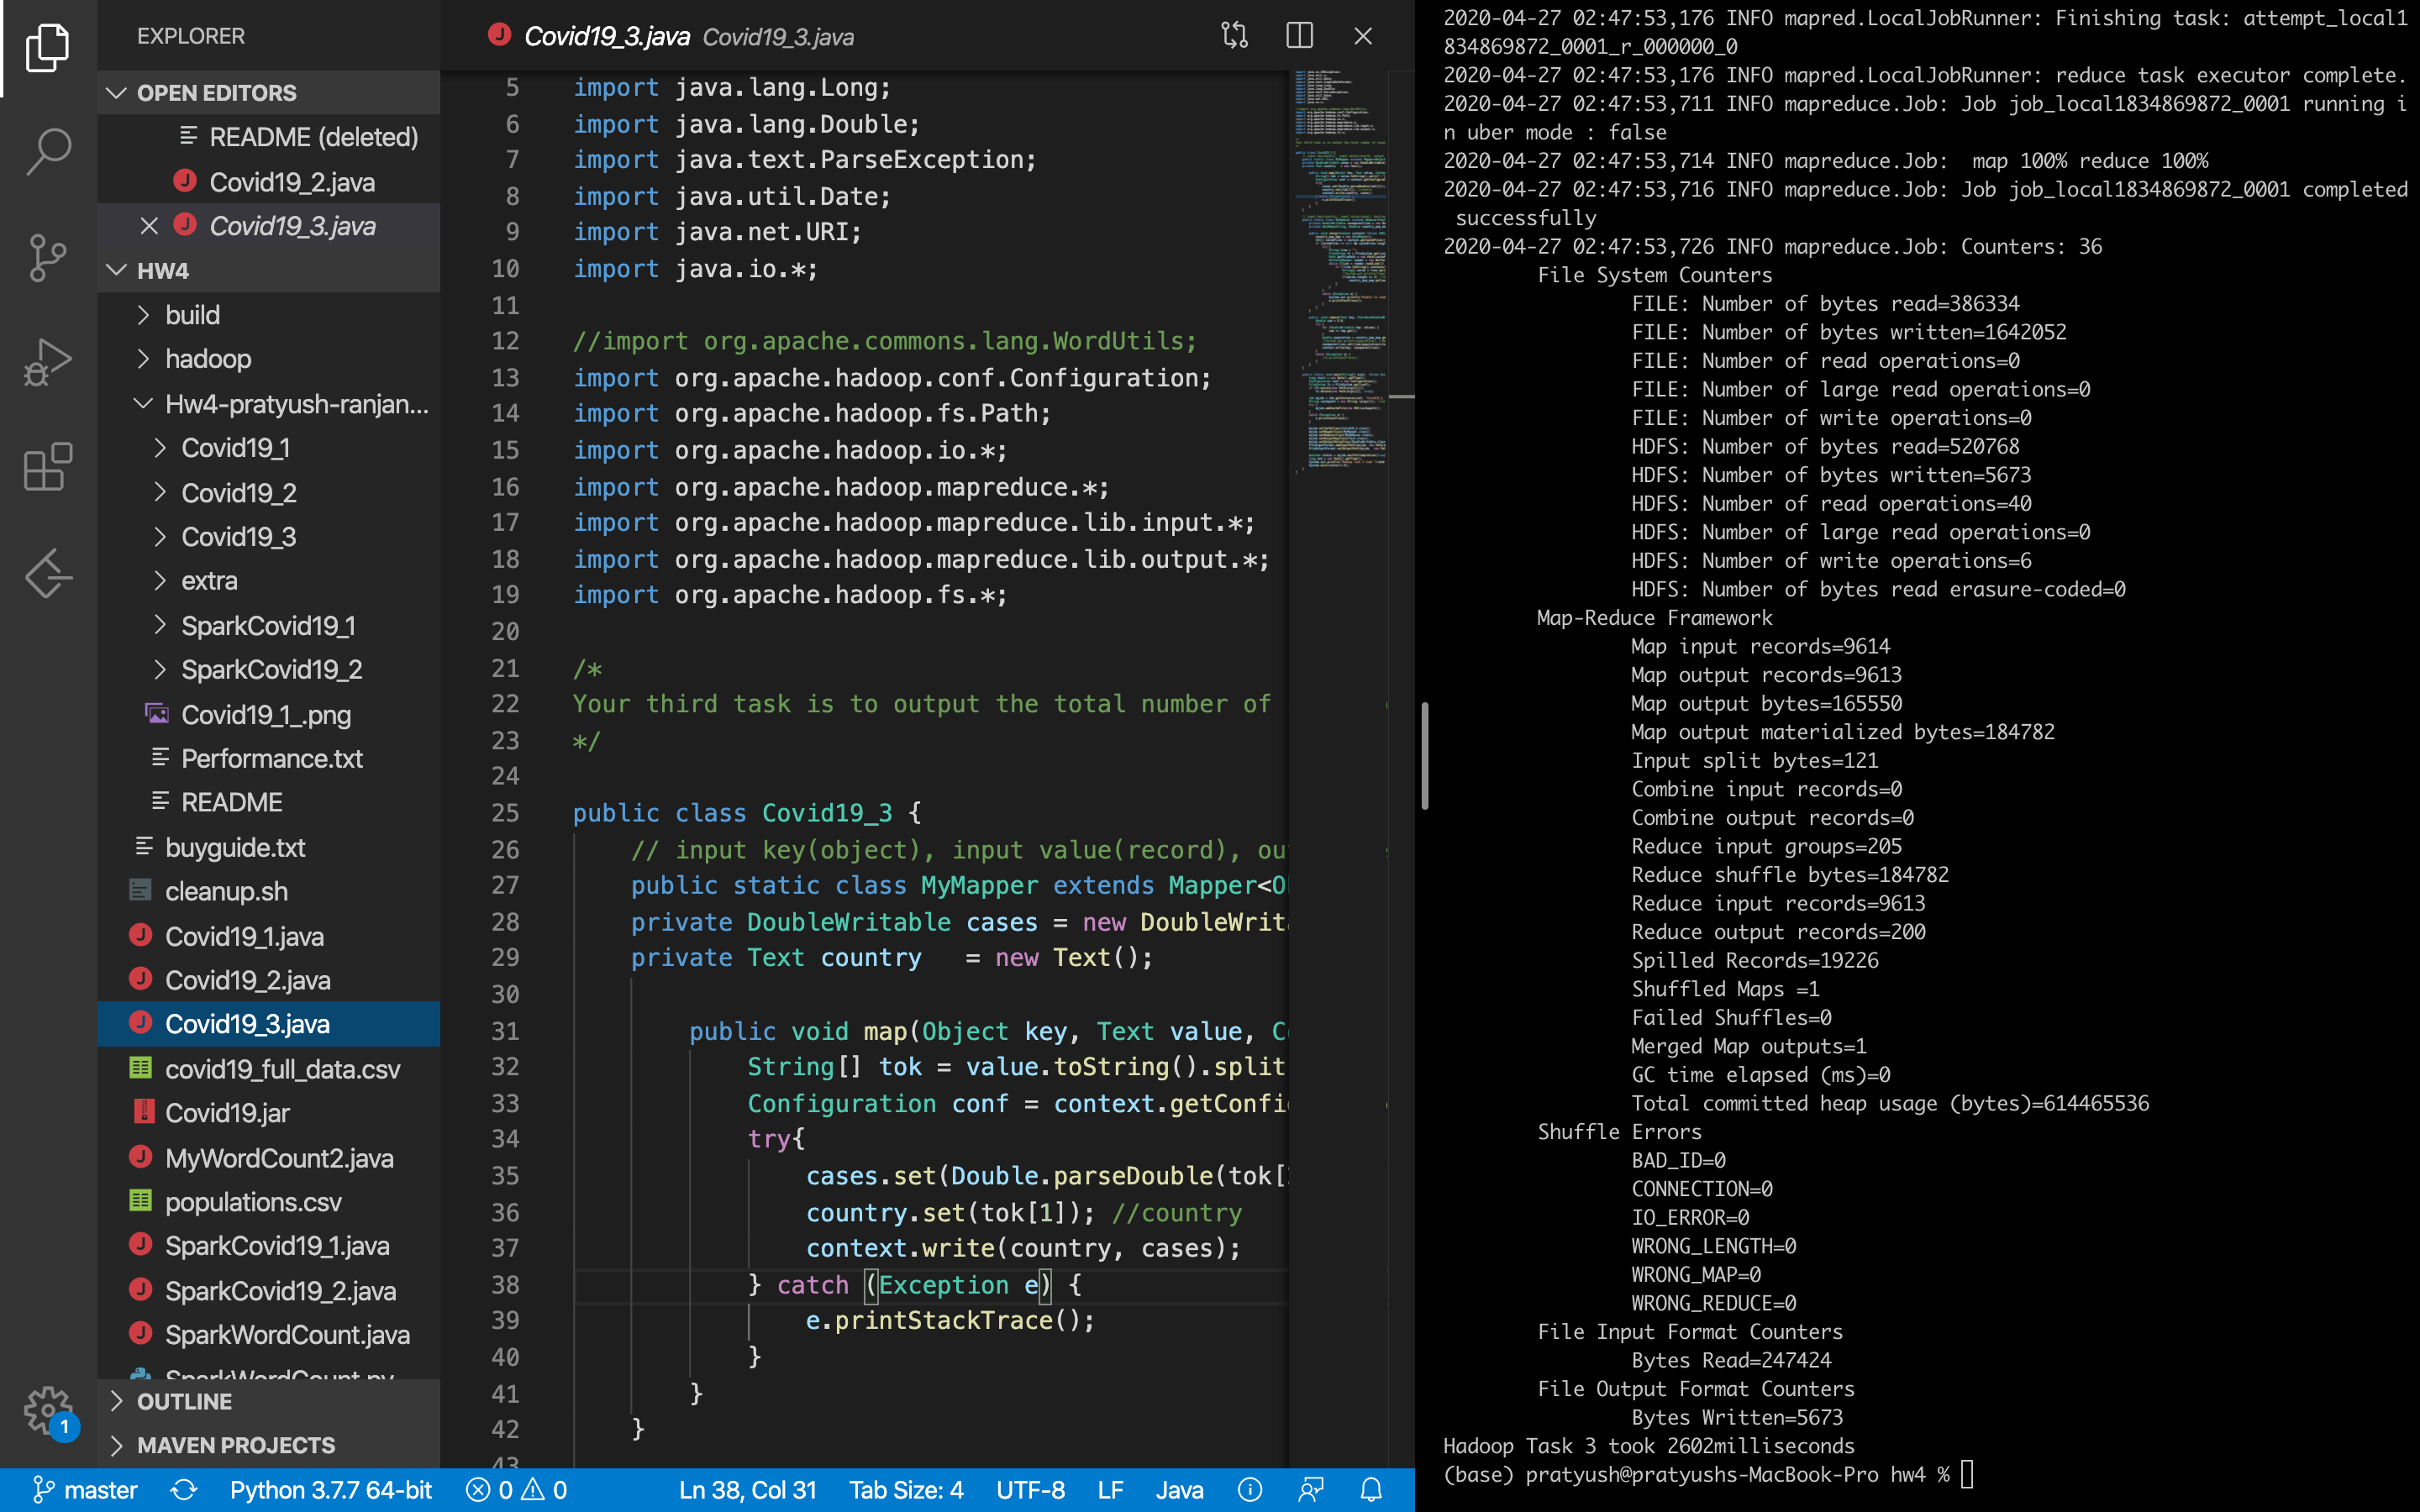 EXPLORER
OPEN EDITORS
README (deleted)
Covid19_2.java
Covid19_3.java
HW4
build
hadoop
Hw4-pratyush-ranjan...
Covid19_1
Covid19_2
Covid19_3
extra
SparkCovid19_1
SparkCovid19_2
Covid19_1_.png
Performance.txt
README
buyguide.txt
cleanup.sh
Covid19_1.java
Covid19_2.java
Covid19_3.java
covid19_full_data.csv
Covid19.jar
MyWordCount2.java
populations.csv
SparkCovid19_1.java
SparkCovid19_2.java
SparkWordCount.java
SparkWordCount.py
OUTLINE
MAVEN PROJECTS
1
Covid19_3.java Covid19_3.java
5 import java.lang.Long;
6 import java.lang.Double;
7 import java.text.ParseException;
8 import java.util.Date;
9 import java.net.URI;
10 import java.io.*;
11
12 //import org.apache.commons.lang.WordUtils;
13 import org.apache.hadoop.conf.Configuration;
14 import org.apache.hadoop.fs.Path;
15 import org.apache.hadoop.io.*;
16 import org.apache.hadoop.mapreduce.*;
17 import org.apache.hadoop.mapreduce.lib.input.*;
18 import org.apache.hadoop.mapreduce.lib.output.*;
19 import org.apache.hadoop.fs.*;
20
21 /*
22 Your third task is to output the total number of
23 */
24
25 public class Covid19_3 {
26 // input key(object), input value(record), ou
27 public static class MyMapper extends Mapper<O
28 private DoubleWritable cases = new DoubleWrit
29 private Text country   = new Text();
30
31 public void map(Object key, Text value, C
32 String[] tok = value.toString().split
33 Configuration conf = context.getConfi
34 try{
35 cases.set(Double.parseDouble(tok[
36 country.set(tok[1]); //country
37 context.write(country, cases);
38 } catch (Exception e) {
39 e.printStackTrace();
40 }
41 }
42 }
43
master Python 3.7.7 64-bit 0 0 Ln 38, Col 31 Tab Size: 4 UTF-8 LF Java
2020-04-27 02:47:53,176 INFO mapred.LocalJobRunner: Finishing task: attempt_local1
834869872_0001_r_000000_0
2020-04-27 02:47:53,176 INFO mapred.LocalJobRunner: reduce task executor complete.
2020-04-27 02:47:53,711 INFO mapreduce.Job: Job job_local1834869872_0001 running i
n uber mode : false
2020-04-27 02:47:53,714 INFO mapreduce.Job:  map 100% reduce 100%
2020-04-27 02:47:53,716 INFO mapreduce.Job: Job job_local1834869872_0001 completed
successfully
2020-04-27 02:47:53,726 INFO mapreduce.Job: Counters: 36
File System Counters
FILE: Number of bytes read=386334
FILE: Number of bytes written=1642052
FILE: Number of read operations=0
FILE: Number of large read operations=0
FILE: Number of write operations=0
HDFS: Number of bytes read=520768
HDFS: Number of bytes written=5673
HDFS: Number of read operations=40
HDFS: Number of large read operations=0
HDFS: Number of write operations=6
HDFS: Number of bytes read erasure-coded=0
Map-Reduce Framework
Map input records=9614
Map output records=9613
Map output bytes=165550
Map output materialized bytes=184782
Input split bytes=121
Combine input records=0
Combine output records=0
Reduce input groups=205
Reduce shuffle bytes=184782
Reduce input records=9613
Reduce output records=200
Spilled Records=19226
Shuffled Maps =1
Failed Shuffles=0
Merged Map outputs=1
GC time elapsed (ms)=0
Total committed heap usage (bytes)=614465536
Shuffle Errors
BAD_ID=0
CONNECTION=0
IO_ERROR=0
WRONG_LENGTH=0
WRONG_MAP=0
WRONG_REDUCE=0
File Input Format Counters
Bytes Read=247424
File Output Format Counters
Bytes Written=5673
Hadoop Task 3 took 2602milliseconds
(base) pratyush@pratyushs-MacBook-Pro hw4 %